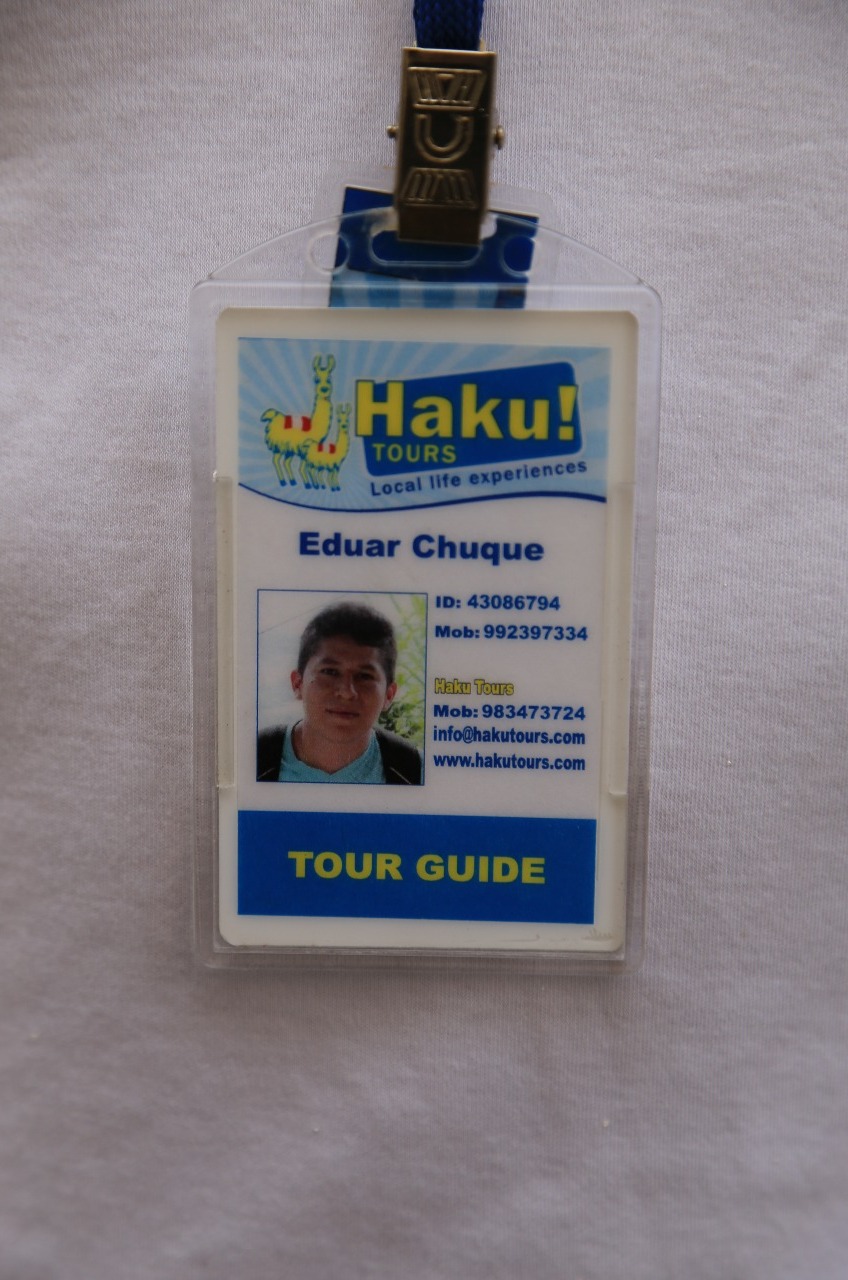 Haku!
TOURS
Local life experiences
Eduar Chuque
ID: 43086794
Mob: 992397334
Haku Tours
Mob: 983473724
info@hakutours.com
www.hakutours.com
TOUR GUIDE